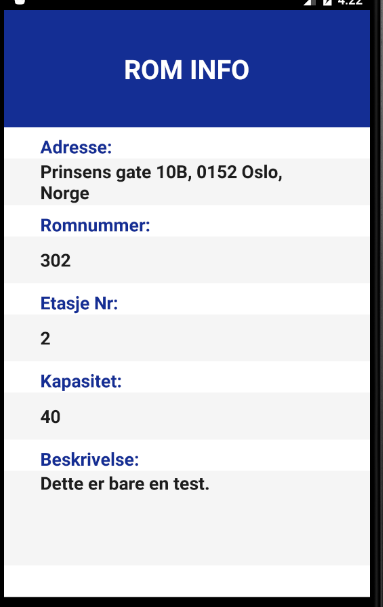 4:22
ROM INFO
Adresse:
Prinsens gate 10B, 0152 Oslo,
Norge
Romnummer:
302
Etasje Nr:
2
Kapasitet:
40
Beskrivelse:
Dette er bare en test.